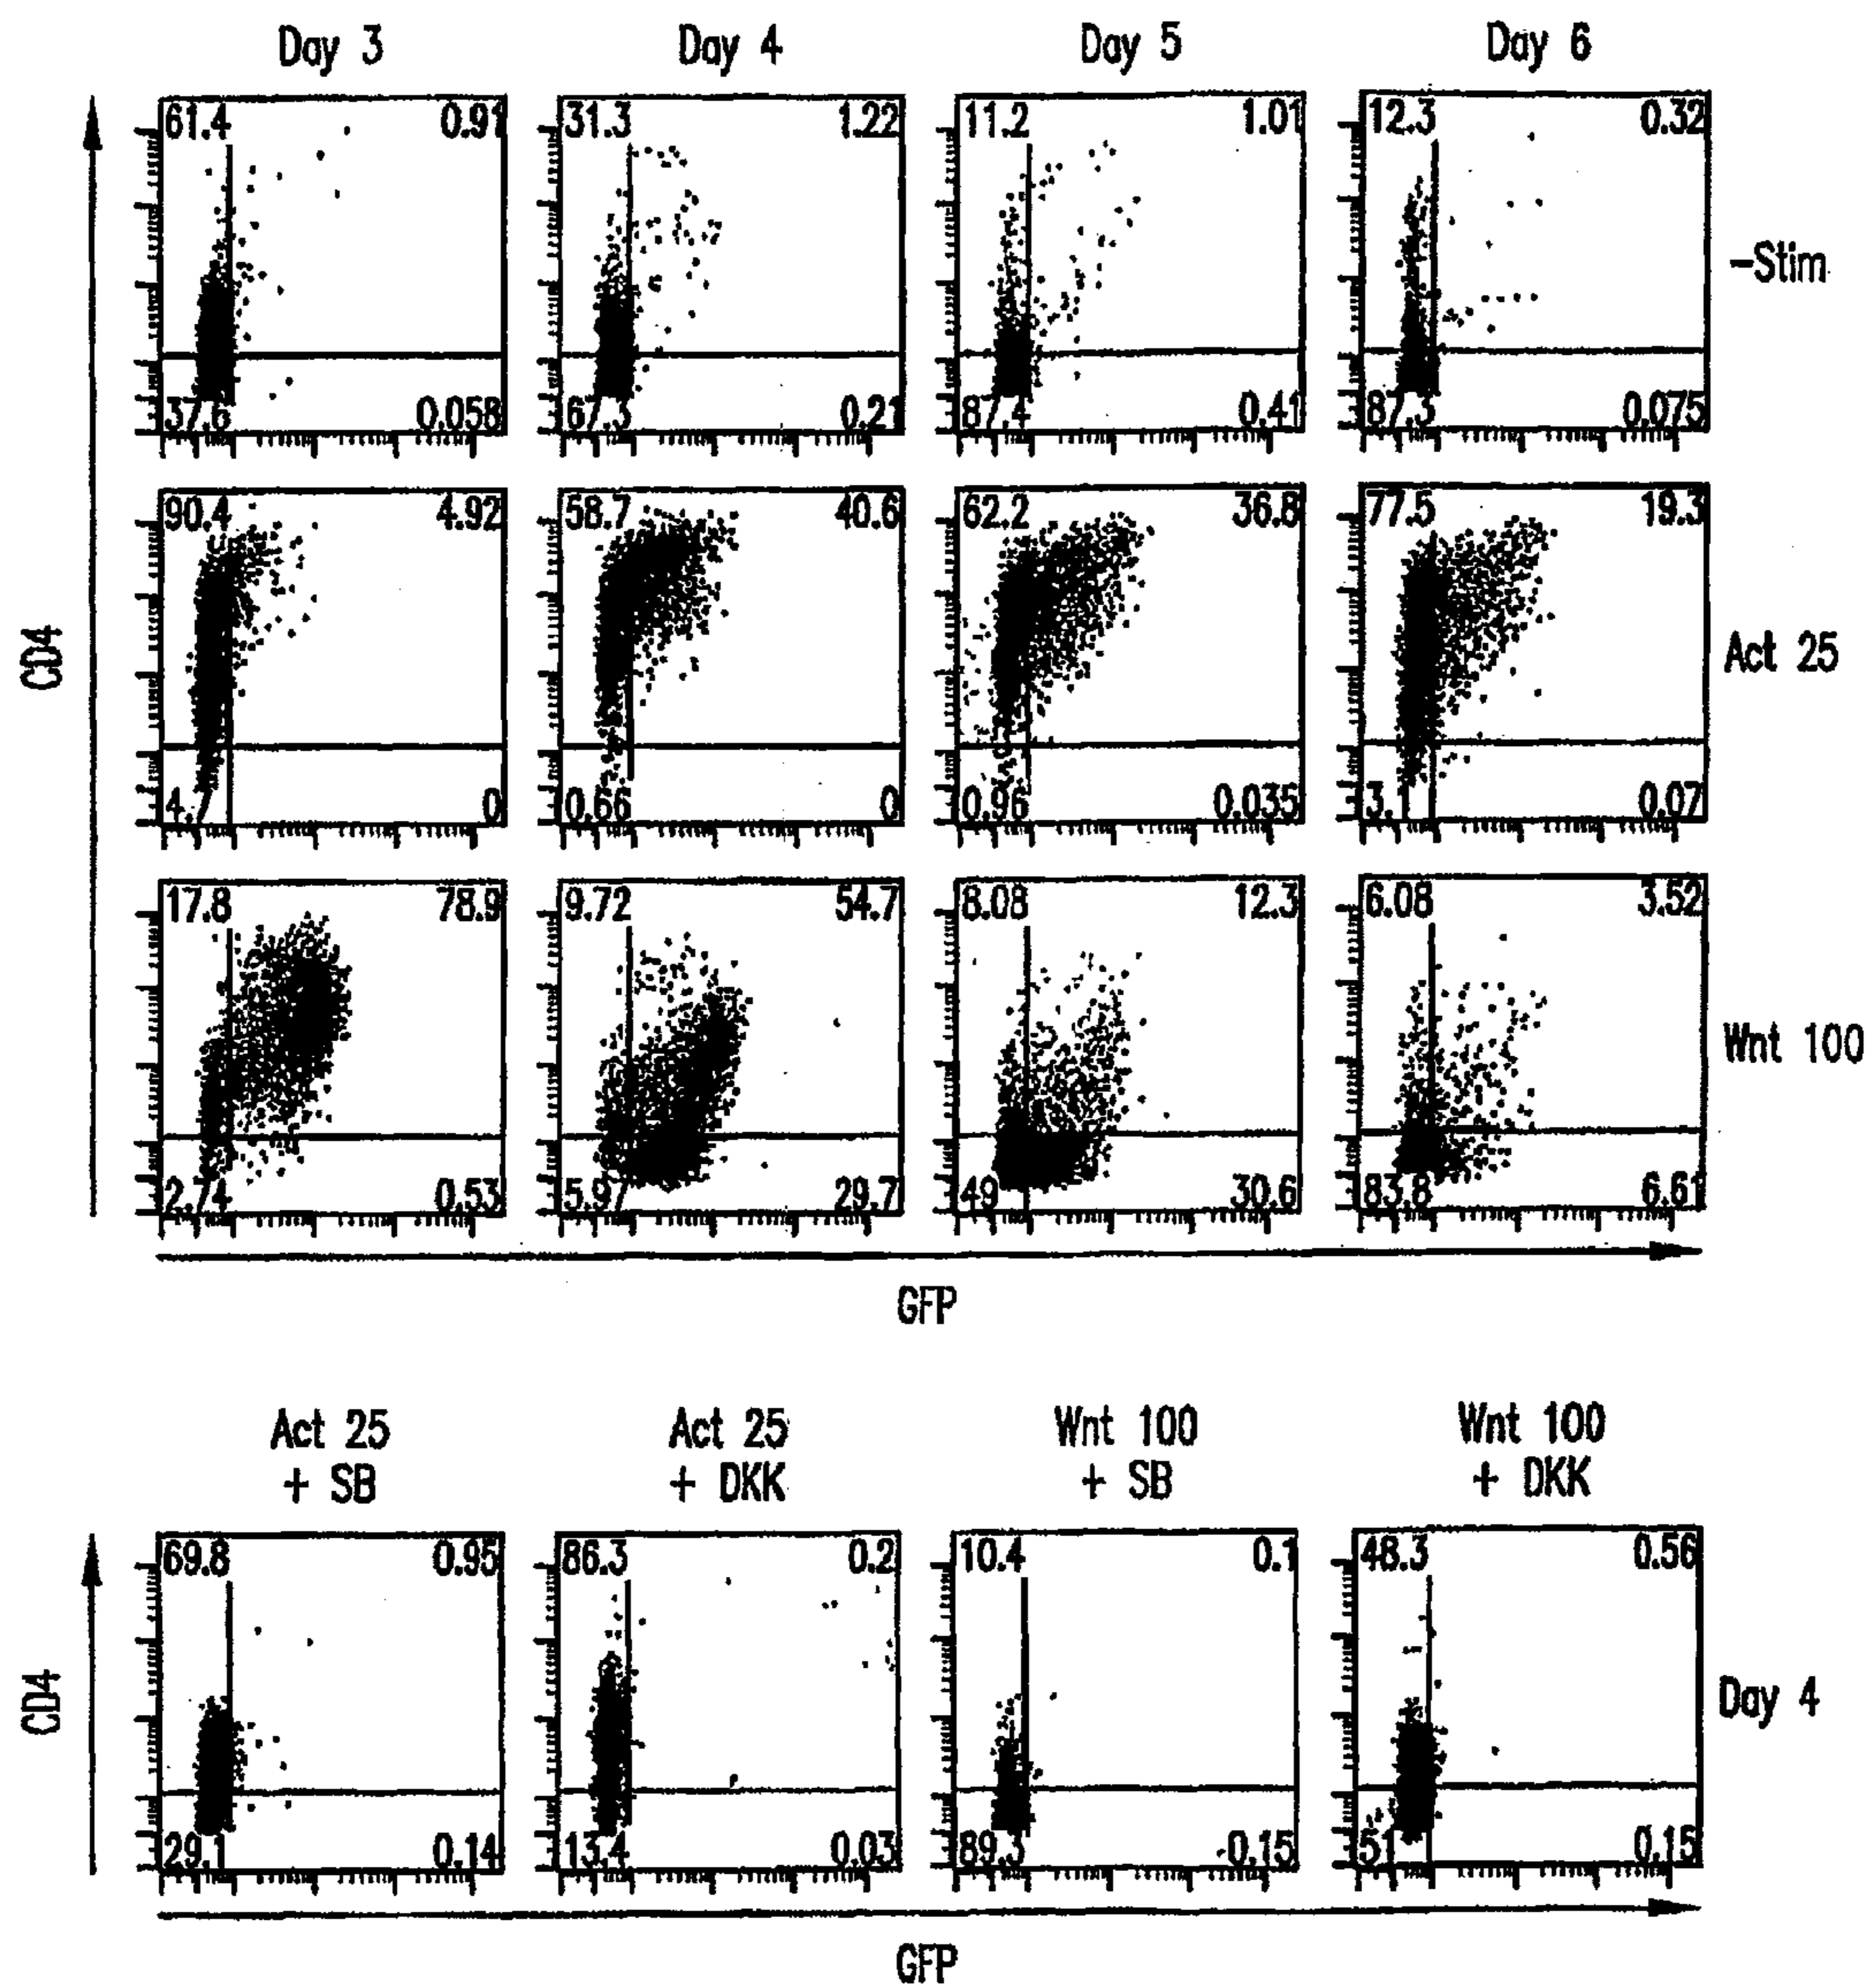 Day 3 Day 4 Day 5 Day 6
61.4 0.91 31.3 1.22 11.2 1.01 12.3 0.32
-Stim
37.6 0.058 67.3 0.21 87.4 0.41 87.3 0.075
90.4 4.92 58.7 40.6 62.2 36.8 77.5 19.3
CD4
Act 25
4.7 0 0.66 0 0.96 0.035 3.1 0.07
17.8 78.9 9.72 54.7 8.08 12.3 6.08 3.52
Wnt 100
2.74 0.53 5.97 29.7 49 30.6 83.8 6.61
GFP
Act 25 Act 25 Wnt 100 Wnt 100
+ SB + DKK + SB + DKK
69.8 0.95 86.3 0.2 10.4 0.1 48.3 0.56
CD4
Day 4
29.1 0.14 13.4 0.03 89.3 0.15 51 0.15
GFP